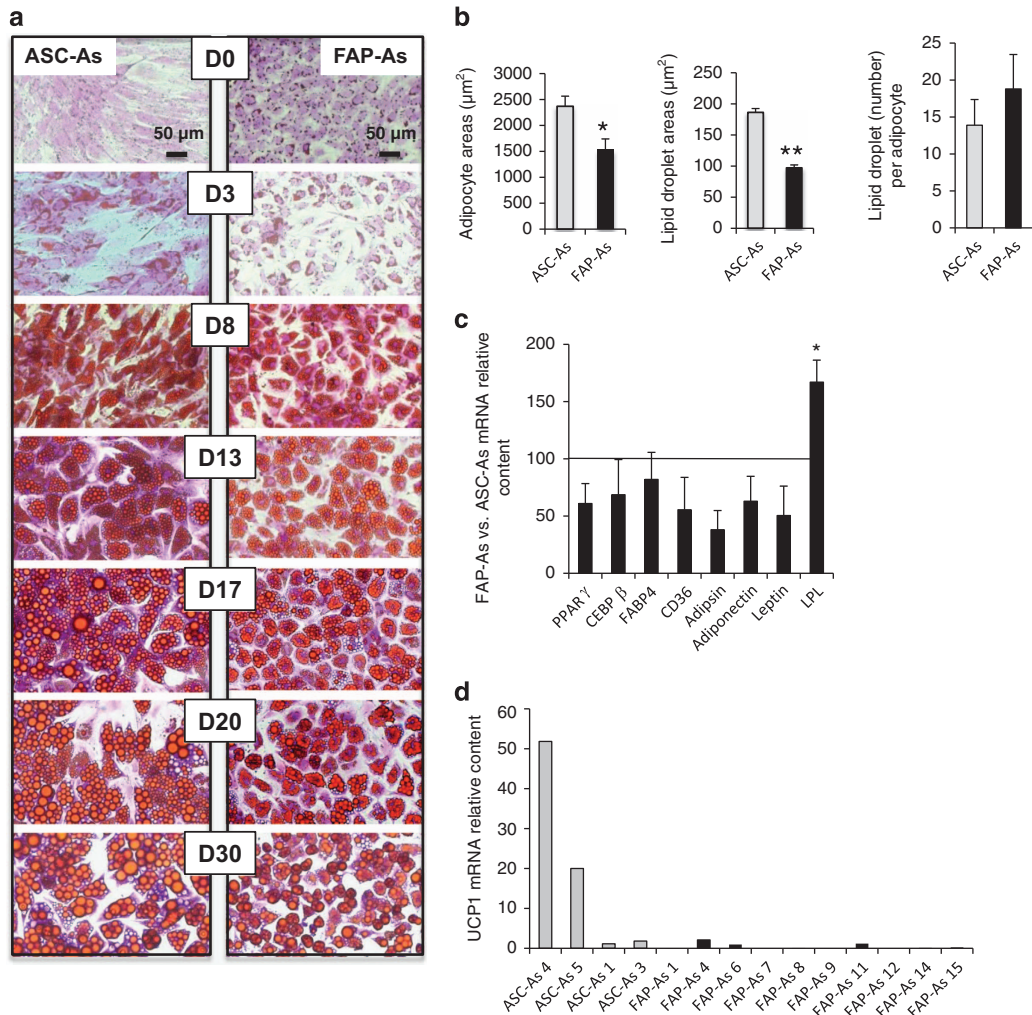 a
ASC-As
D0
FAP-As
50 µm
50 µm
D3
D8
D13
D17
D20
D30
b
Adipocyte areas (µm²)
3000
2500
2000
1500
1000
500
0
*
ASC-As
FAP-As
Lipid droplet areas (µm²)
250
200
150
100
50
0
**
ASC-As
FAP-As
Lipid droplet (number)
per adipocyte
25
20
15
10
5
0
ASC-As
FAP-As
c
FAP-As vs. ASC-As mRNA relative
content
200
150
100
50
0
*
PPAR γ
CEBP β
FABP4
CD36
Adipsin
Adiponectin
Leptin
LPL
d
UCP1 mRNA relative content
60
50
40
30
20
10
0
ASC-As 4
ASC-As 5
ASC-As 1
ASC-As 3
FAP-As 1
FAP-As 4
FAP-As 6
FAP-As 7
FAP-As 8
FAP-As 9
FAP-As 11
FAP-As 12
FAP-As 14
FAP-As 15